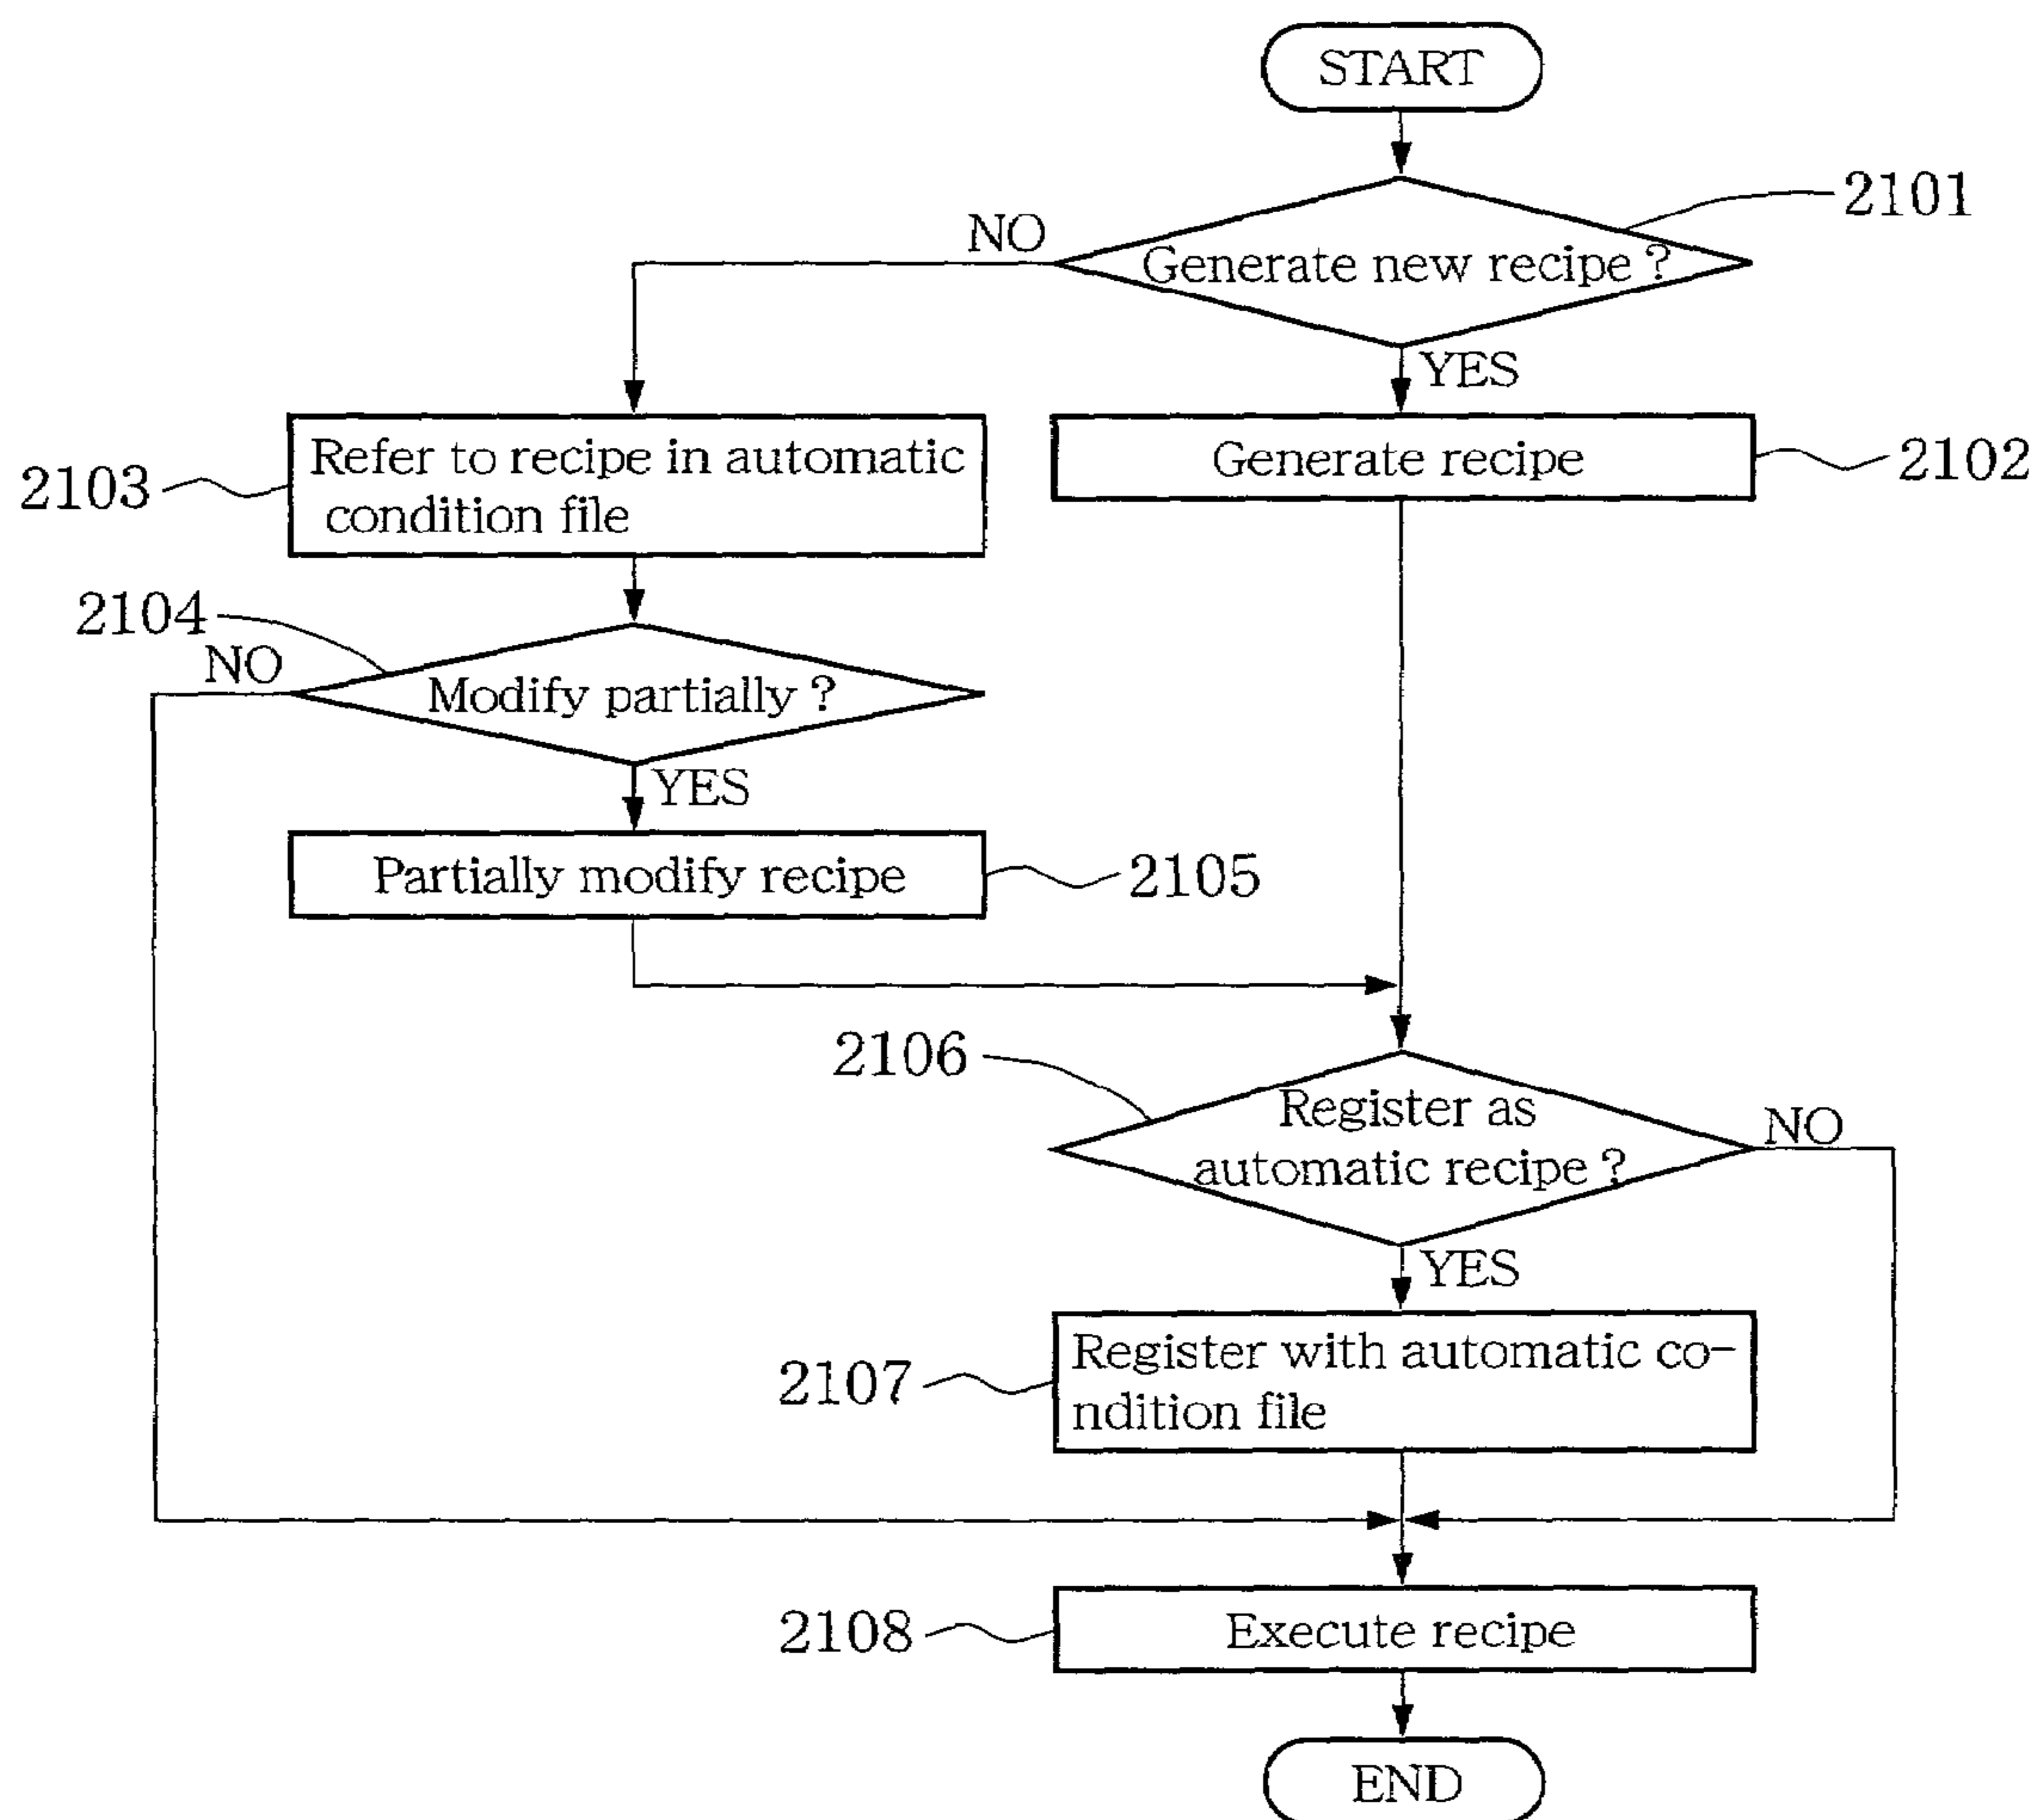 START
2101
NO
Generate new recipe ?
YES
Refer to recipe in automatic
condition file
2103
Generate recipe
2102
2104
NO
Modify partially ?
YES
Partially modify recipe
2105
2106
Register as
automatic recipe ?
NO
YES
2107
Register with automatic co-
ndition file
2108
Execute recipe
END